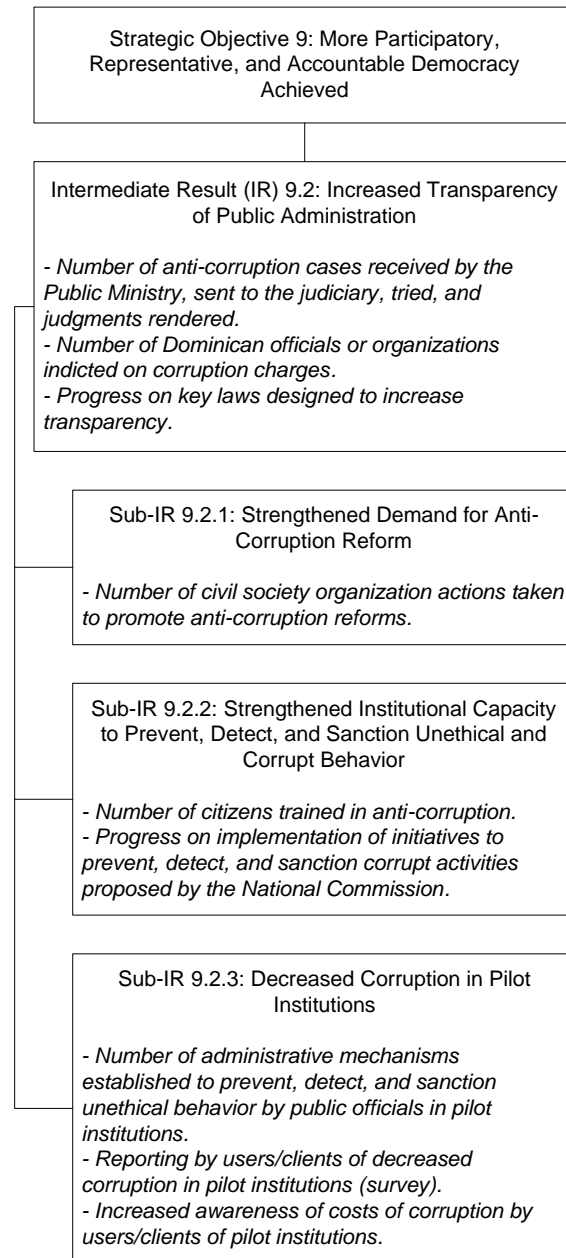 Strategic Objective 9: More Participatory,
Representative, and Accountable Democracy
Achieved
Intermediate Result (IR) 9.2: Increased Transparency
of Public Administration
- Number of anti-corruption cases received by the
Public Ministry, sent to the judiciary, tried, and
judgments rendered.
- Number of Dominican officials or organizations
indicted on corruption charges.
- Progress on key laws designed to increase
transparency.
Sub-IR 9.2.1: Strengthened Demand for Anti-
Corruption Reform
- Number of civil society organization actions taken
to promote anti-corruption reforms.
Sub-IR 9.2.2: Strengthened Institutional Capacity
to Prevent, Detect, and Sanction Unethical and
Corrupt Behavior
- Number of citizens trained in anti-corruption.
- Progress on implementation of initiatives to
prevent, detect, and sanction corrupt activities
proposed by the National Commission.
Sub-IR 9.2.3: Decreased Corruption in Pilot
Institutions
- Number of administrative mechanisms
established to prevent, detect, and sanction
unethical behavior by public officials in pilot
institutions.
- Reporting by users/clients of decreased
corruption in pilot institutions (survey).
- Increased awareness of costs of corruption by
users/clients of pilot institutions.